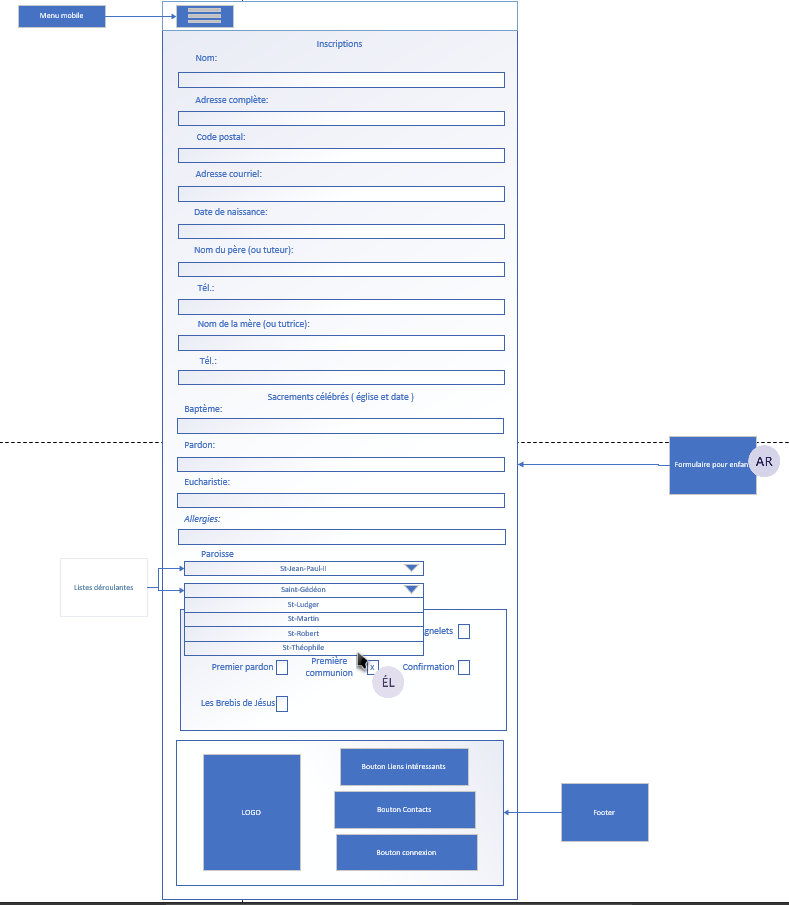 Menu mobile
Inscriptions
Nom:
Adresse complète:
Code postal:
Adresse courriel:
Date de naissance:
Nom du père (ou tuteur):
Tél.:
Nom de la mère (ou tutrice):
Tél.:
Sacrements célébrés ( église et date )
Baptème:
Pardon:
Formulaire pour enfan
AR
Eucharistie:
Allergies:
Paroisse
St-Jean-Paul-II
Listes déroulantes
Saint-Gédéon
St-Ludger
St-Martin
St-Robert
St-Théophile
gnelets
Premier pardon
Première
communion
x
Confirmation
ÉL
Les Brebis de Jésus
LOGO
Bouton Liens intéressants
Bouton Contacts
Bouton connexion
Footer